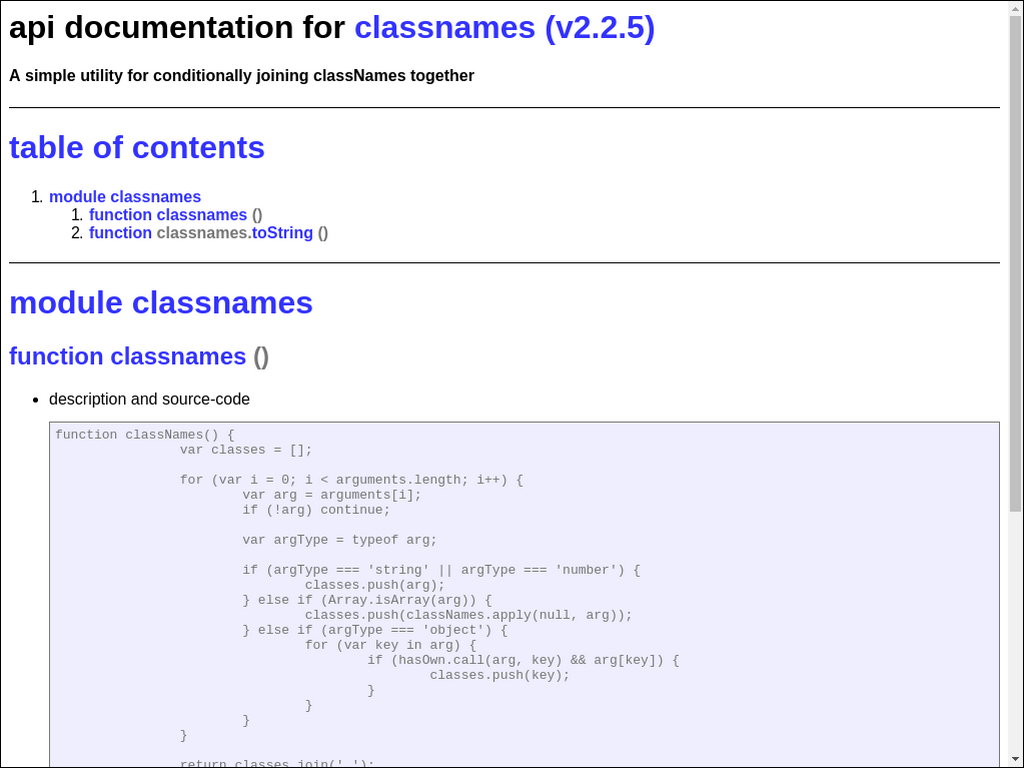 api documentation for classnames (v2.2.5)
A simple utility for conditionally joining classNames together
table of contents
1. module classnames
1. function classnames ()
2. function classnames.toString ()
module classnames
function classnames ()
• description and source-code
function classNames() {
var classes = [];
for (var i = 0; i < arguments.length; i++) {
var arg = arguments[i];
if (!arg) continue;
var argType = typeof arg;
if (argType === 'string' || argType === 'number') {
classes.push(arg);
} else if (Array.isArray(arg)) {
classes.push(classNames.apply(null, arg));
} else if (argType === 'object') {
for (var key in arg) {
if (hasOwn.call(arg, key) && arg[key]) {
classes.push(key);
}
}
}
}
return classes.join(' ');